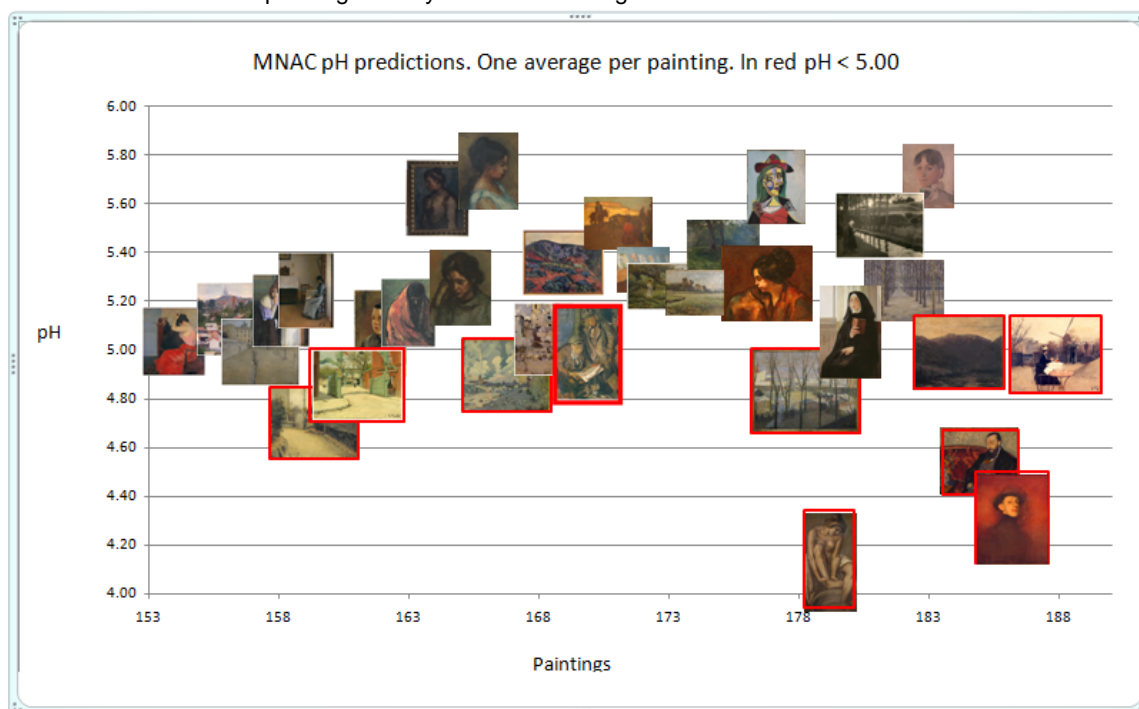 MNAC pH predictions. One average per painting. In red pH < 5.00
6.00
5.80
5.60
5.40
5.20
pH
5.00
4.80
4.60
4.40
4.20
4.00
153 158 163 168 173 178 183 188
Paintings